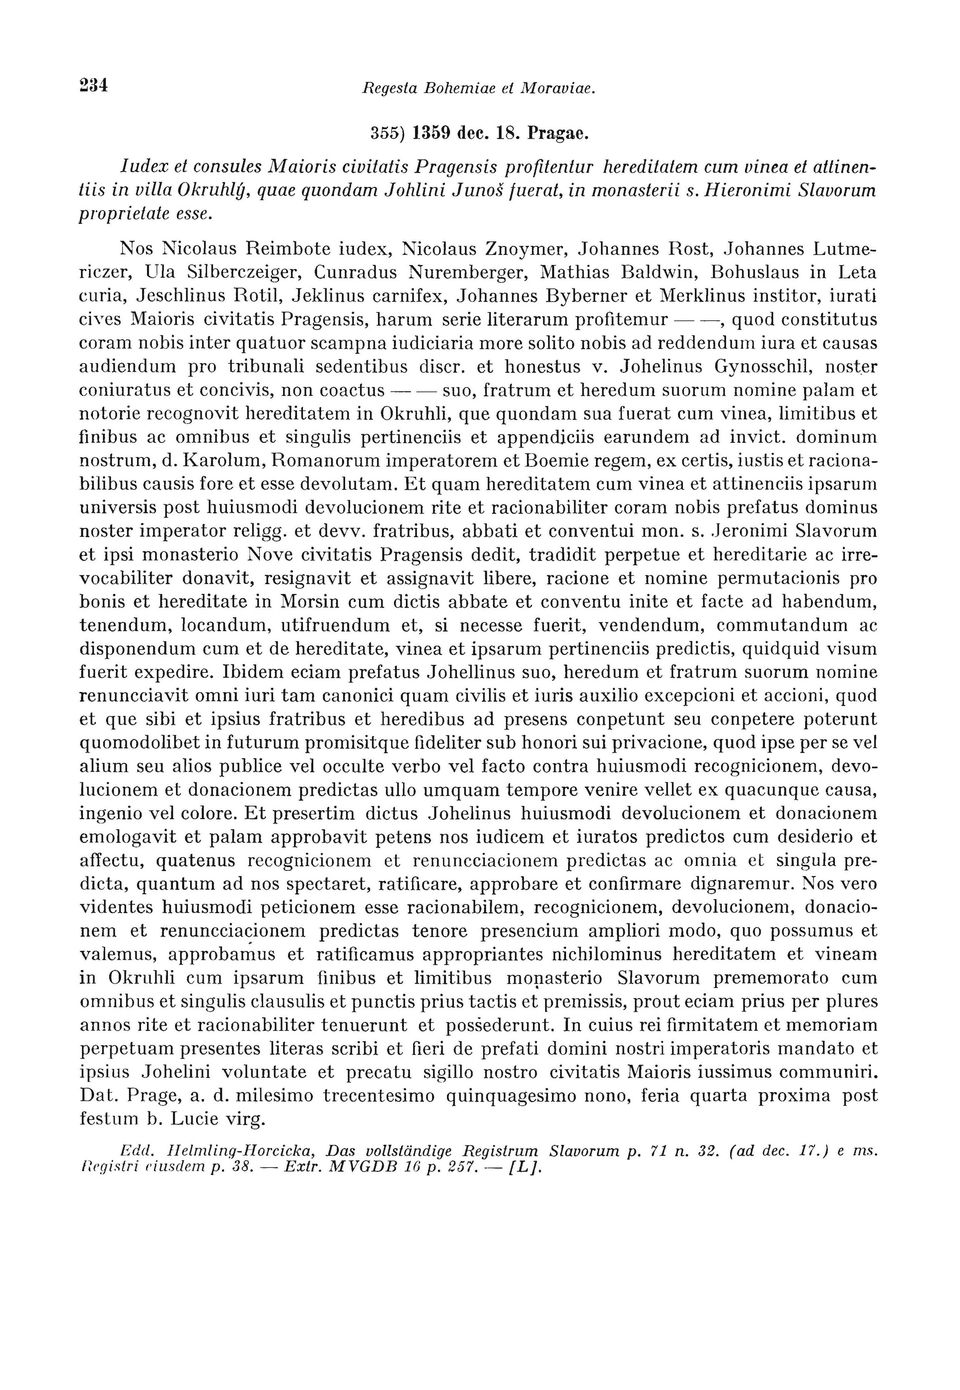 234
Regesta Bohemiae et Moraviae.
355) 1359 dec. 18. Pragae.
Iudex et consules Maioris civitatis Pragensis profitentur hereditatem cum vinea et attinen-
tiis in villa Okruhlý, quae quondam Johlini Junoš fuerat, in monasterii s. Hieronimi Slavorum
proprietate esse.
Nos Nicolaus Reimbote iudex, Nicolaus Znoymer, Johannes Rost, Johannes Lutme-
riczer, Ula Silberczeiger, Cunradus Nuremberger, Mathias Baldwin, Bohuslaus in Leta
curia, Jeschlinus Rotil, Jeklinus carnifex, Johannes Byberner et Merklinus institor, iurati
cives Maioris civitatis Pragensis, harum serie literarum profitemur — —, quod constitutus
coram nobis inter quatuor scampna iudiciaria more solito nobis ad reddendum iura et causas
audiendum pro tribunali sedentibus discr. et honestus v. Johelinus Gynosschil, noster
coniuratus et concivis, non coactus — — suo, fratrum et heredum suorum nomine palam et
notorie recognovit hereditatem in Okruhli, que quondam sua fuerat cum vinea, limitibus et
finibus ac omnibus et singulis pertinenciis et appendiciis earundem ad invict. dominum
nostrum, d. Karolum, Romanorum imperatorem et Boemie regem, ex certis, iustis et raciona-
bilibus causis fore et esse devolutam. Et quam hereditatem cum vinea et attinenciis ipsarum
universis post huiusmodi devolucionem rite et racionabiliter coram nobis prefatus dominus
noster imperator religg. et devv. fratribus, abbati et conventui mon. s. Jeronimi Slavorum
et ipsi monasterio Nove civitatis Pragensis dedit, tradidit perpetue et hereditarie ac irre-
vocabiliter donavit, resignavit et assignavit libere, racione et nomine permutacionis pro
bonis et hereditate in Morsin cum dictis abbate et conventu inite et facte ad habendum,
tenendum, locandum, utifruendum et, si necesse fuerit, vendendum, commutandum ac
disponendum cum et de hereditate, vinea et ipsarum pertinenciis predictis, quidquid visum
fuerit expedire. Ibidem eciam prefatus Johellinus suo, heredum et fratrum suorum nomine
renuncciavit omni iuri tam canonici quam civilis et iuris auxilio excepcioni et accioni, quod
et que sibi et ipsius fratribus et heredibus ad presens conpetunt seu conpetere poterunt
quomodolibet in futurum promisitque fideliter sub honori sui privacione, quod ipse per se vel
alium seu alios publice vel occulte verbo vel facto contra huiusmodi recognicionem, devo-
lucionem et donacionem predictas ullo umquam tempore venire vellet ex quacunque causa,
ingenio vel colore. Et presertim dictus Johelinus huiusmodi devolucionem et donacionem
emologavit et palam approbavit petens nos iudicem et iuratos predictos cum desiderio et
affectu, quatenus recognicionem et renuncciacionem predictas ac omnia et singula pre-
dicta, quantum ad nos spectaret, ratificare, approbare et confirmare dignaremur. Nos vero
videntes huiusmodi peticionem esse racionabilem, recognicionem, devolucionem, donacio-
nem et renuncciacionem predictas tenore presencium ampliori modo, quo possumus et
valemus, approbamus et ratificamus appropriantes nichilominus hereditatem et vineam
in Okruhli cum ipsarum finibus et limitibus monasterio Slavorum prememorato cum
omnibus et singulis clausulis et punctis prius tactis et premissis, prout eciam prius per plures
annos rite et racionabiliter tenuerunt et possederunt. In cuius rei firmitatem et memoriam
perpetuam presentes literas scribi et fieri de prefati domini nostri imperatoris mandato et
ipsius Johelini voluntate et precatu sigillo nostro civitatis Maioris iussimus communiri.
Dat. Prage, a. d. milesimo trecentesimo quinquagesimo nono, feria quarta proxima post
festum b. Lucie virg.
Edd. Helmling-Horcicka, Das vollständige Registrum Slavorum p. 71 n. 32. (ad dec. 17.) e ms.
Registri eiusdem p. 38. — Extr. MVGDB 16 p. 257. — [L].